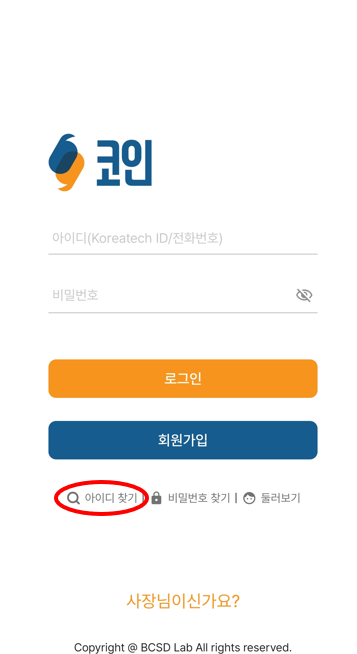 코인
아이디(Koreatech ID/전화번호)
비밀번호
로그인
회원가입
아이디 찾기 | 비밀번호 찾기 | 둘러보기
사장님이신가요?
Copyright @ BCSD Lab All rights reserved.